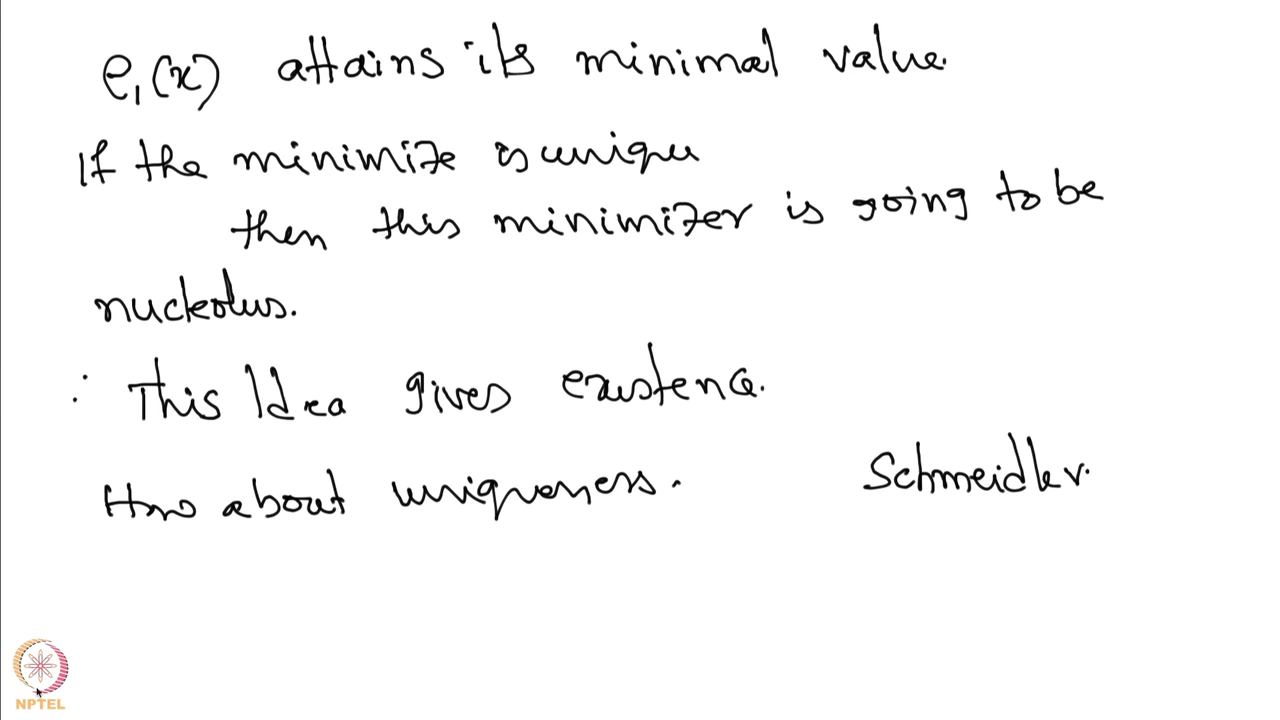 e₁(x) attains its minimal value.
If the minimize is unique
then this minimizer is going to be
nucleolus.
∴ This Idea gives existence.
How about uniqueness. Schmeidler.
NPTEL